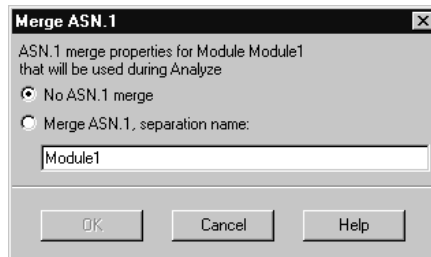 Merge ASN.1
ASN.1 merge properties for Module Module1
that will be used during Analyze
No ASN.1 merge
Merge ASN.1, separation name:
Module1
OK Cancel Help